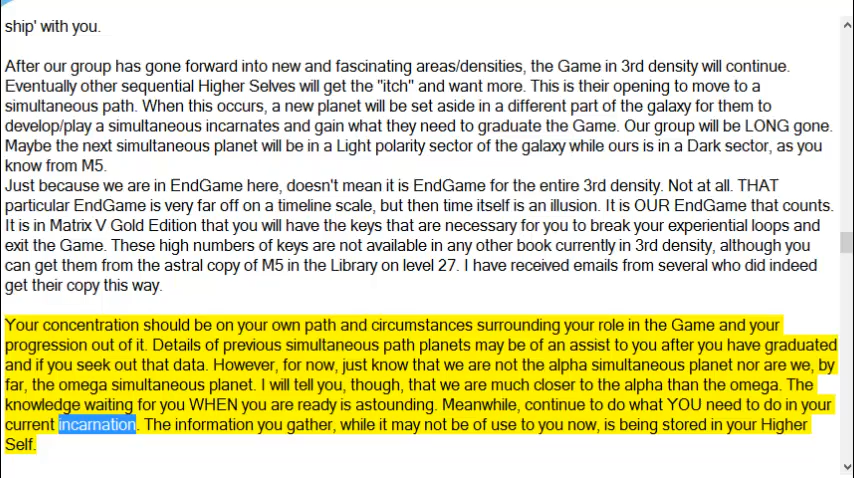 ship' with you.
After our group has gone forward into new and fascinating areas/densities, the Game in 3rd density will continue.
Eventually other sequential Higher Selves will get the "itch" and want more. This is their opening to move to a
simultaneous path. When this occurs, a new planet will be set aside in a different part of the galaxy for them to
develop/play a simultaneous incarnates and gain what they need to graduate the Game. Our group will be LONG gone.
Maybe the next simultaneous planet will be in a Light polarity sector of the galaxy while ours is in a Dark sector, as you
know from M5.
Just because we are in EndGame here, doesn't mean it is EndGame for the entire 3rd density. Not at all. THAT
particular EndGame is very far off on a timeline scale, but then time itself is an illusion. It is OUR EndGame that counts.
It is in Matrix V Gold Edition that you will have the keys that are necessary for you to break your experiential loops and
exit the Game. These high numbers of keys are not available in any other book currently in 3rd density, although you
can get them from the astral copy of M5 in the Library on level 27. I have received emails from several who did indeed
get their copy this way.
Your concentration should be on your own path and circumstances surrounding your role in the Game and your
progression out of it. Details of previous simultaneous path planets may be of an assist to you after you have graduated
and if you seek out that data. However, for now, just know that we are not the alpha simultaneous planet nor are we, by
far, the omega simultaneous planet. I will tell you, though, that we are much closer to the alpha than the omega. The
knowledge waiting for you WHEN you are ready is astounding. Meanwhile, continue to do what YOU need to do in your
current incarnation. The information you gather, while it may not be of use to you now, is being stored in your Higher
Self.